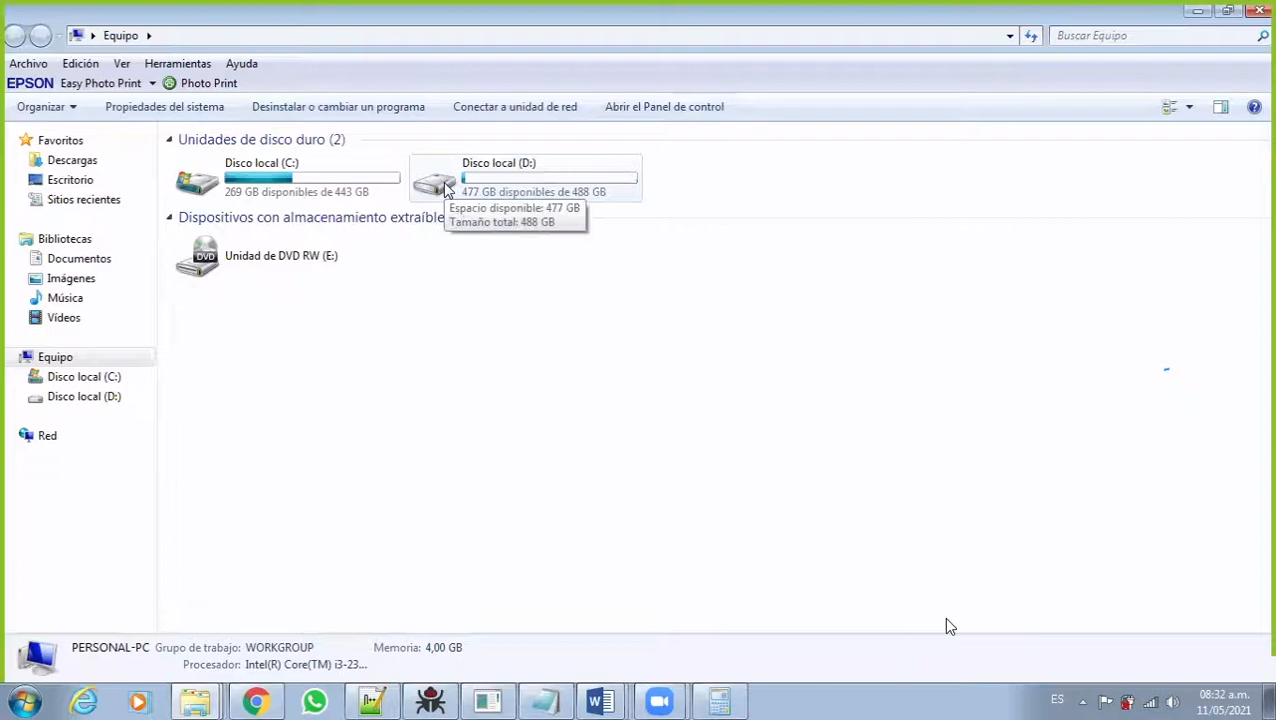 Equipo
Buscar Equipo
Archivo Edición Ver Herramientas Ayuda
EPSON Easy Photo Print Photo Print
Organizar Propiedades del sistema Desinstalar o cambiar un programa Conectar a unidad de red Abrir el Panel de control
Favoritos
Descargas
Escritorio
Sitios recientes
Bibliotecas
Documentos
Imágenes
Música
Vídeos
Equipo
Disco local (C:)
Disco local (D:)
Red
Unidades de disco duro (2)
Disco local (C:)
269 GB disponibles de 443 GB
Disco local (D:)
477 GB disponibles de 488 GB
Espacio disponible: 477 GB
Tamaño total: 488 GB
Dispositivos con almacenamiento extraíble
DVD
Unidad de DVD RW (E:)
PERSONAL-PC Grupo de trabajo: WORKGROUP Memoria: 4,00 GB
Procesador: Intel(R) Core(TM) i3-23...
ES
08:32 a.m.
11/05/2021